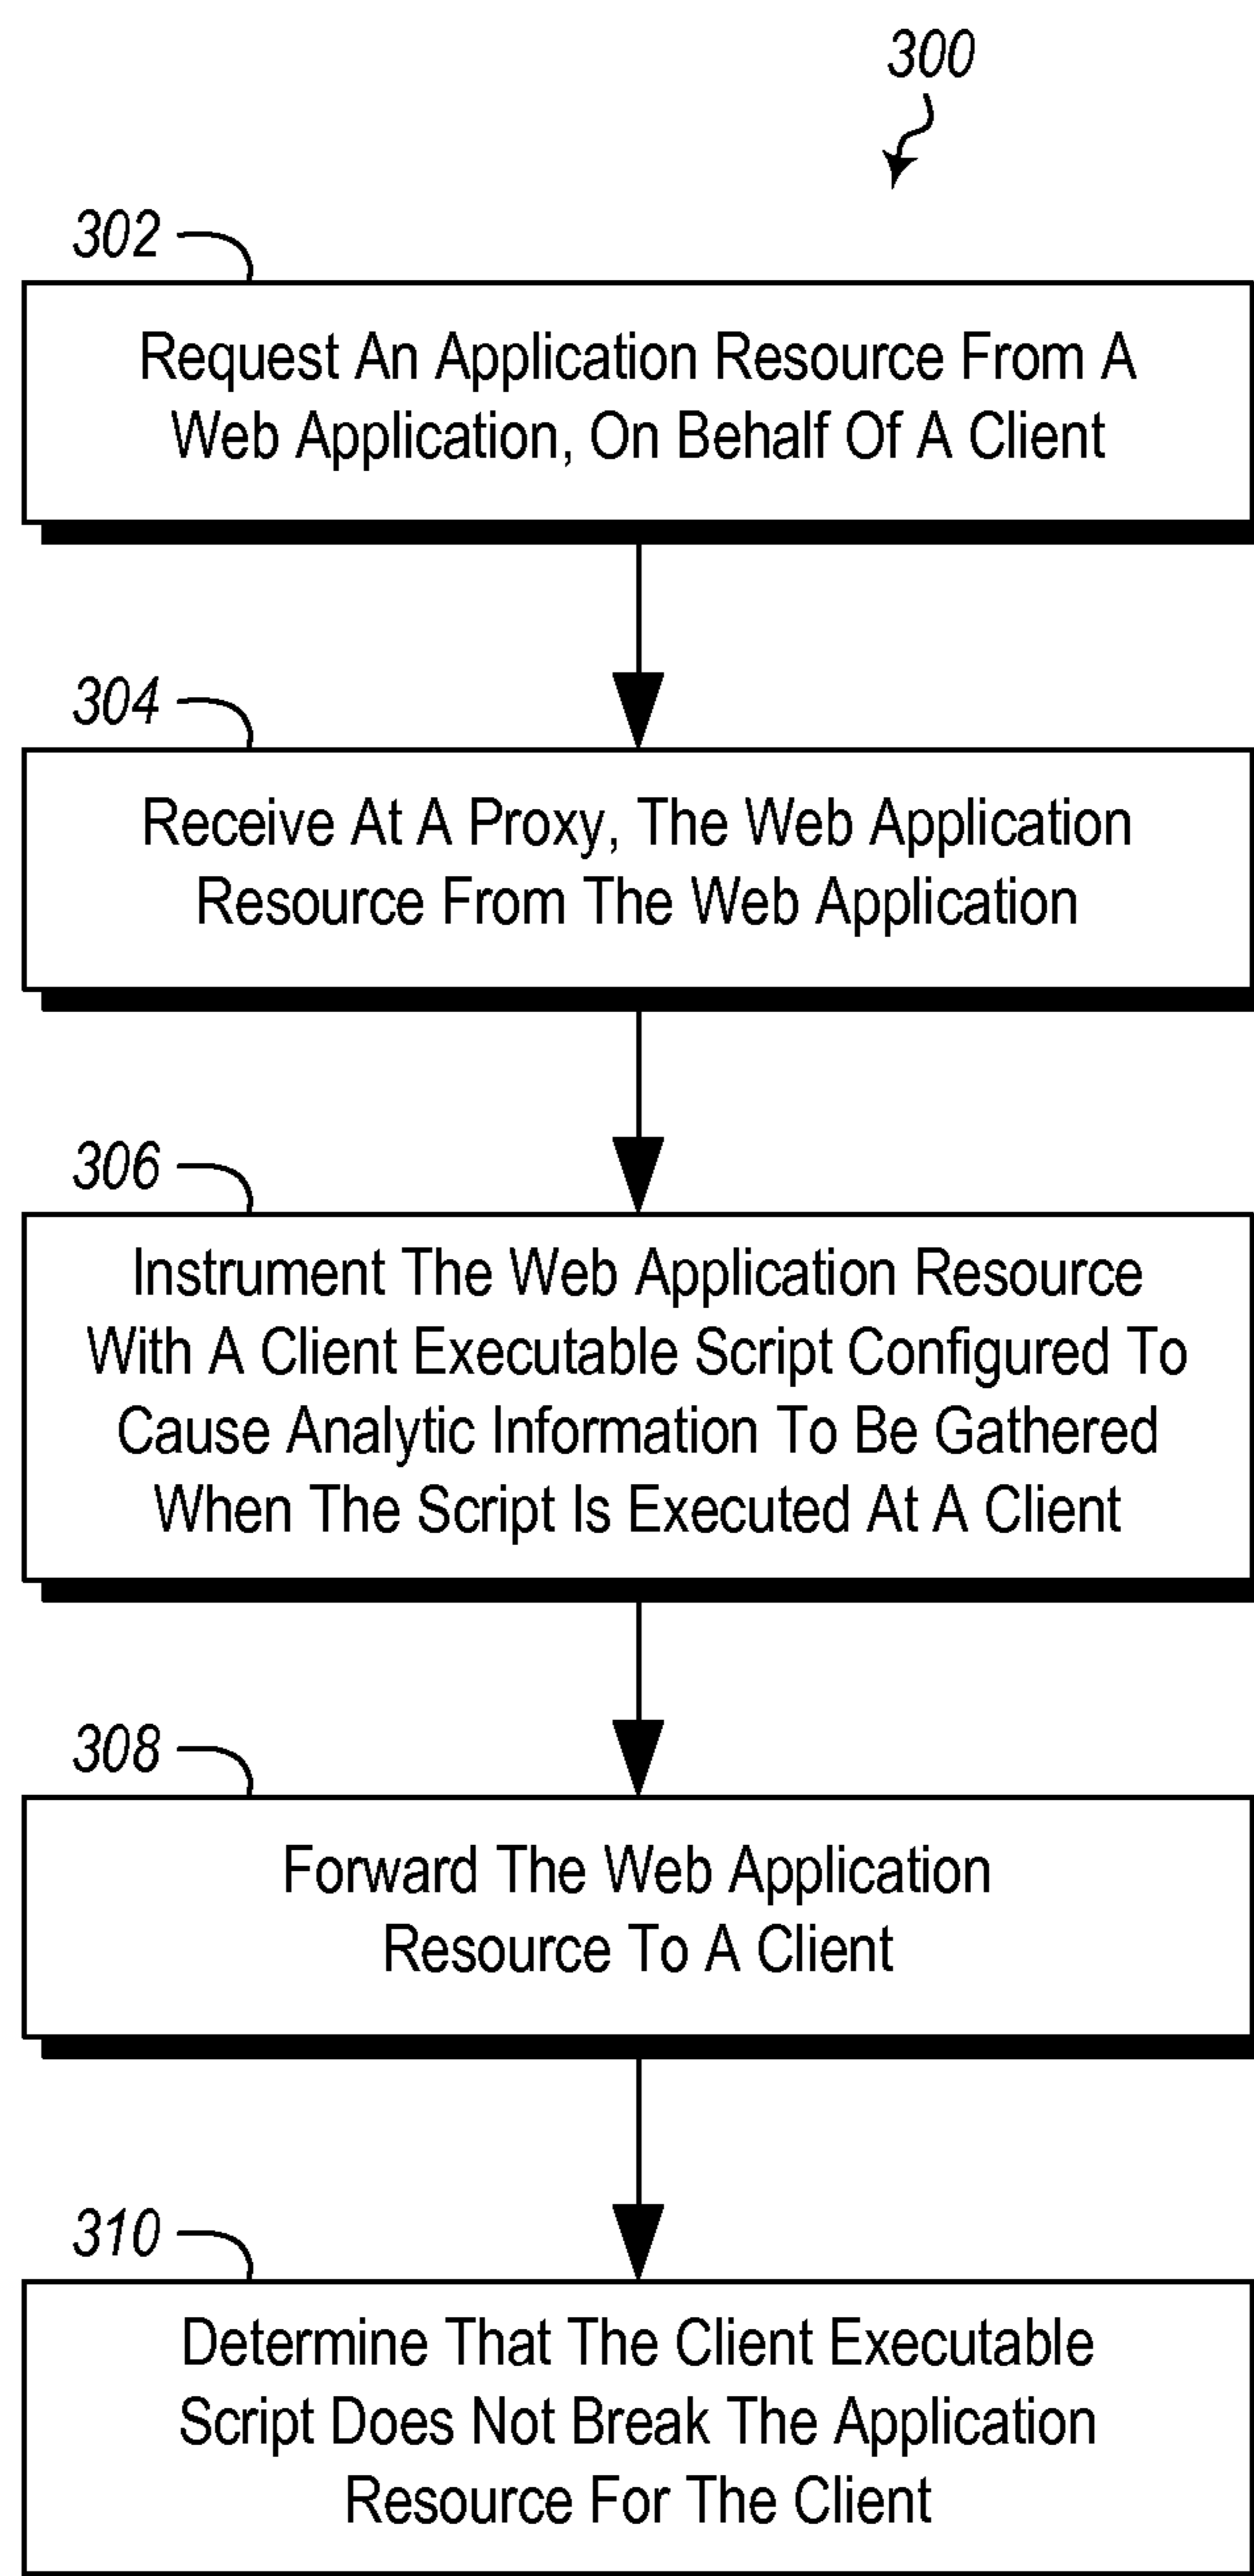 300
302
Request An Application Resource From A
Web Application, On Behalf Of A Client
304
Receive At A Proxy, The Web Application
Resource From The Web Application
306
Instrument The Web Application Resource
With A Client Executable Script Configured To
Cause Analytic Information To Be Gathered
When The Script Is Executed At A Client
308
Forward The Web Application
Resource To A Client
310
Determine That The Client Executable
Script Does Not Break The Application
Resource For The Client